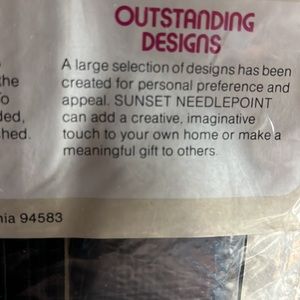 OUTSTANDING
DESIGNS
A large selection of designs has been
created for personal preference and
appeal. SUNSET NEEDLEPOINT
can add a creative, imaginative
touch to your own home or make a
meaningful gift to others.
the
To
ded,
shed.
nia 94583